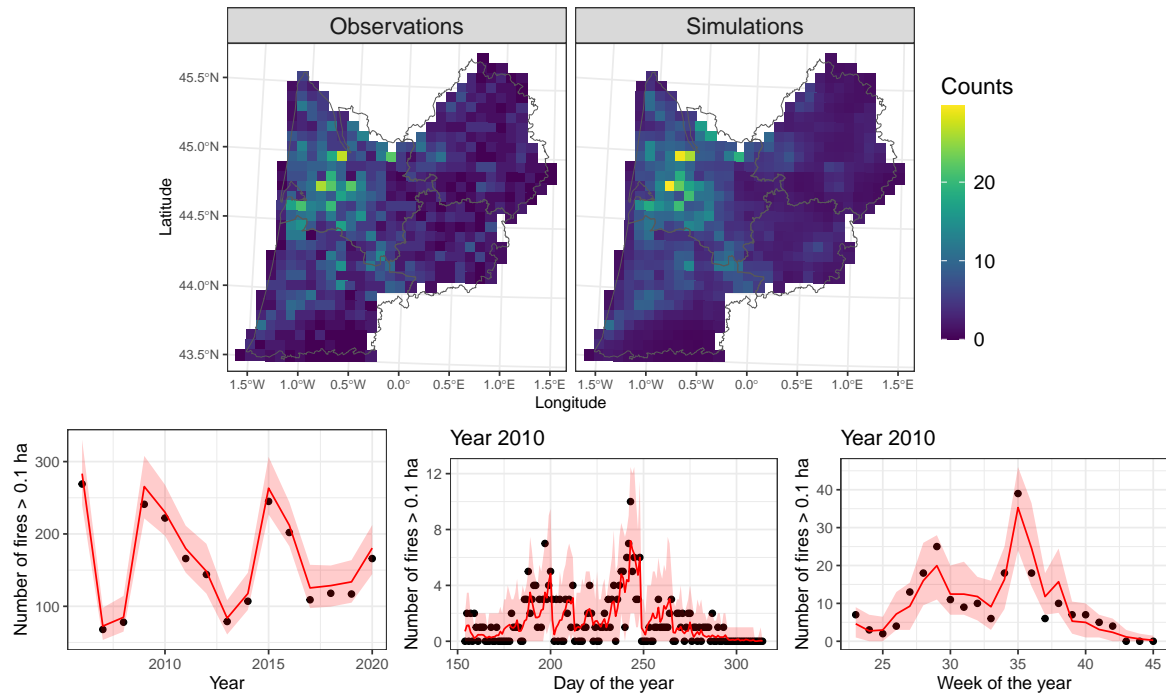 Observations
Simulations
45.5°N
45.0°N
44.5°N
44.0°N
43.5°N
Latitude
1.5°W 1.0°W 0.5°W 0.0° 0.5°E 1.0°E 1.5°E
1.5°W 1.0°W 0.5°W 0.0° 0.5°E 1.0°E 1.5°E
Longitude
Counts
20
10
0
Number of fires > 0.1 ha
300
200
100
2010 2015 2020
Year
Year 2010
Number of fires > 0.1 ha
12
8
4
0
150 200 250 300
Day of the year
Year 2010
Number of fires > 0.1 ha
40
30
20
10
0
25 30 35 40 45
Week of the year